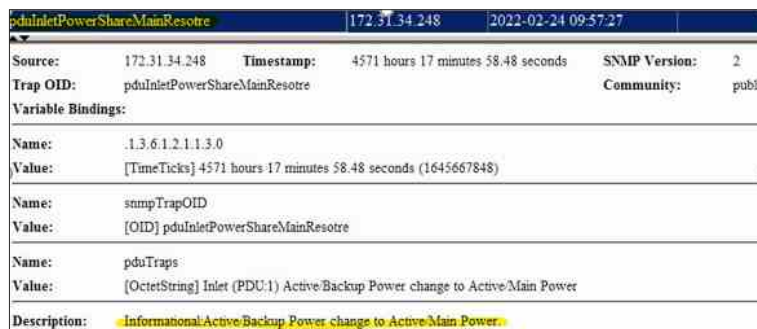 pduInletPowerShareMainResotre 172.31.34.248 2022-02-24 09:57:27
Source: 172.31.34.248 Timestamp: 4571 hours 17 minutes 58.48 seconds SNMP Version: 2
Trap OID: pduInletPowerShareMainResotre Community: publ
Variable Bindings:
Name: .1.3.6.1.2.1.1.3.0
Value: [TimeTicks] 4571 hours 17 minutes 58.48 seconds (1645667848)
Name: snmpTrapOID
Value: [OID] pduInletPowerShareMainResotre
Name: pduTraps
Value: [OctetString] Inlet (PDU:1) Active/Backup Power change to Active/Main Power
Description: Informational:Active/Backup Power change to Active/Main Power.